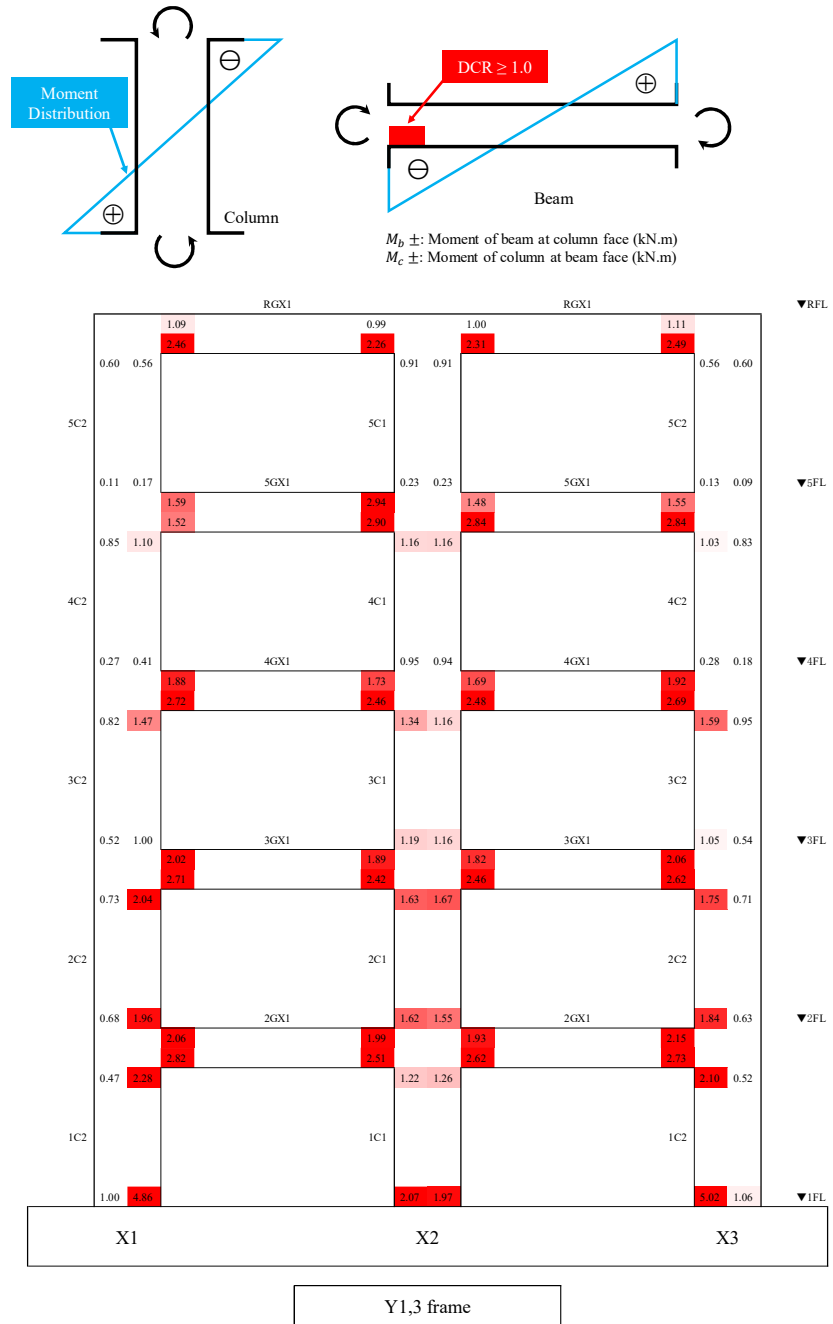 DCR ≥ 1.0
⊖
Moment
Distribution
⊕
⊕
⊖
Column
Beam
𝑀𝑏 ±: Moment of beam at column face (kN.m)
𝑀𝑐 ±: Moment of column at beam face (kN.m)
RGX1 RGX1 ▼RFL
1.09 0.99 1.00 1.11
2.46 2.26 2.31 2.49
0.60 0.56 0.91 0.91 0.56 0.60
5C2 5C1 5C2
0.11 0.17 5GX1 0.23 0.23 5GX1 0.13 0.09 ▼5FL
1.59 2.94 1.48 1.55
1.52 2.90 2.84 2.84
0.85 1.10 1.16 1.16 1.03 0.83
4C2 4C1 4C2
0.27 0.41 4GX1 0.95 0.94 4GX1 0.28 0.18 ▼4FL
1.88 1.73 1.69 1.92
2.72 2.46 2.48 2.69
0.82 1.47 1.34 1.16 1.59 0.95
3C2 3C1 3C2
0.52 1.00 3GX1 1.19 1.16 3GX1 1.05 0.54 ▼3FL
2.02 1.89 1.82 2.06
2.71 2.42 2.46 2.62
0.73 2.04 1.63 1.67 1.75 0.71
2C2 2C1 2C2
0.68 1.96 2GX1 1.62 1.55 2GX1 1.84 0.63 ▼2FL
2.06 1.99 1.93 2.15
2.82 2.51 2.62 2.73
0.47 2.28 1.22 1.26 2.10 0.52
1C2 1C1 1C2
1.00 4.86 2.07 1.97 5.02 1.06 ▼1FL
X1 X2 X3
Y1,3 frame